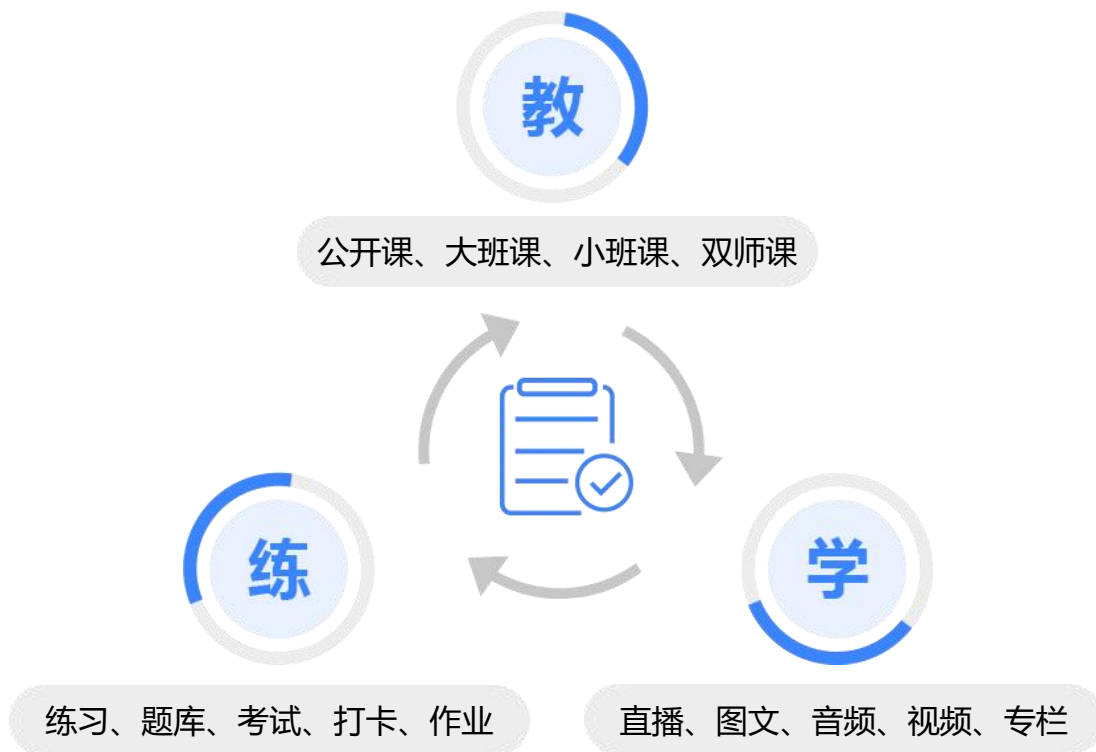 教
公开课、大班课、小班课、双师课
练
学
练习、题库、考试、打卡、作业
直播、图文、音频、视频、专栏